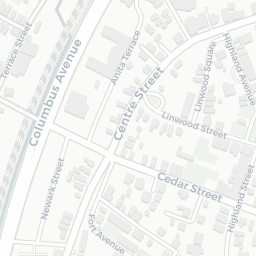 Terrace Street
Columbus Avenue
Anita Terrace
Centre Street
Linwood Square
Highland Avenue
Linwood Street
Newark Street
Cedar Street
Fort Avenue
Highland Street